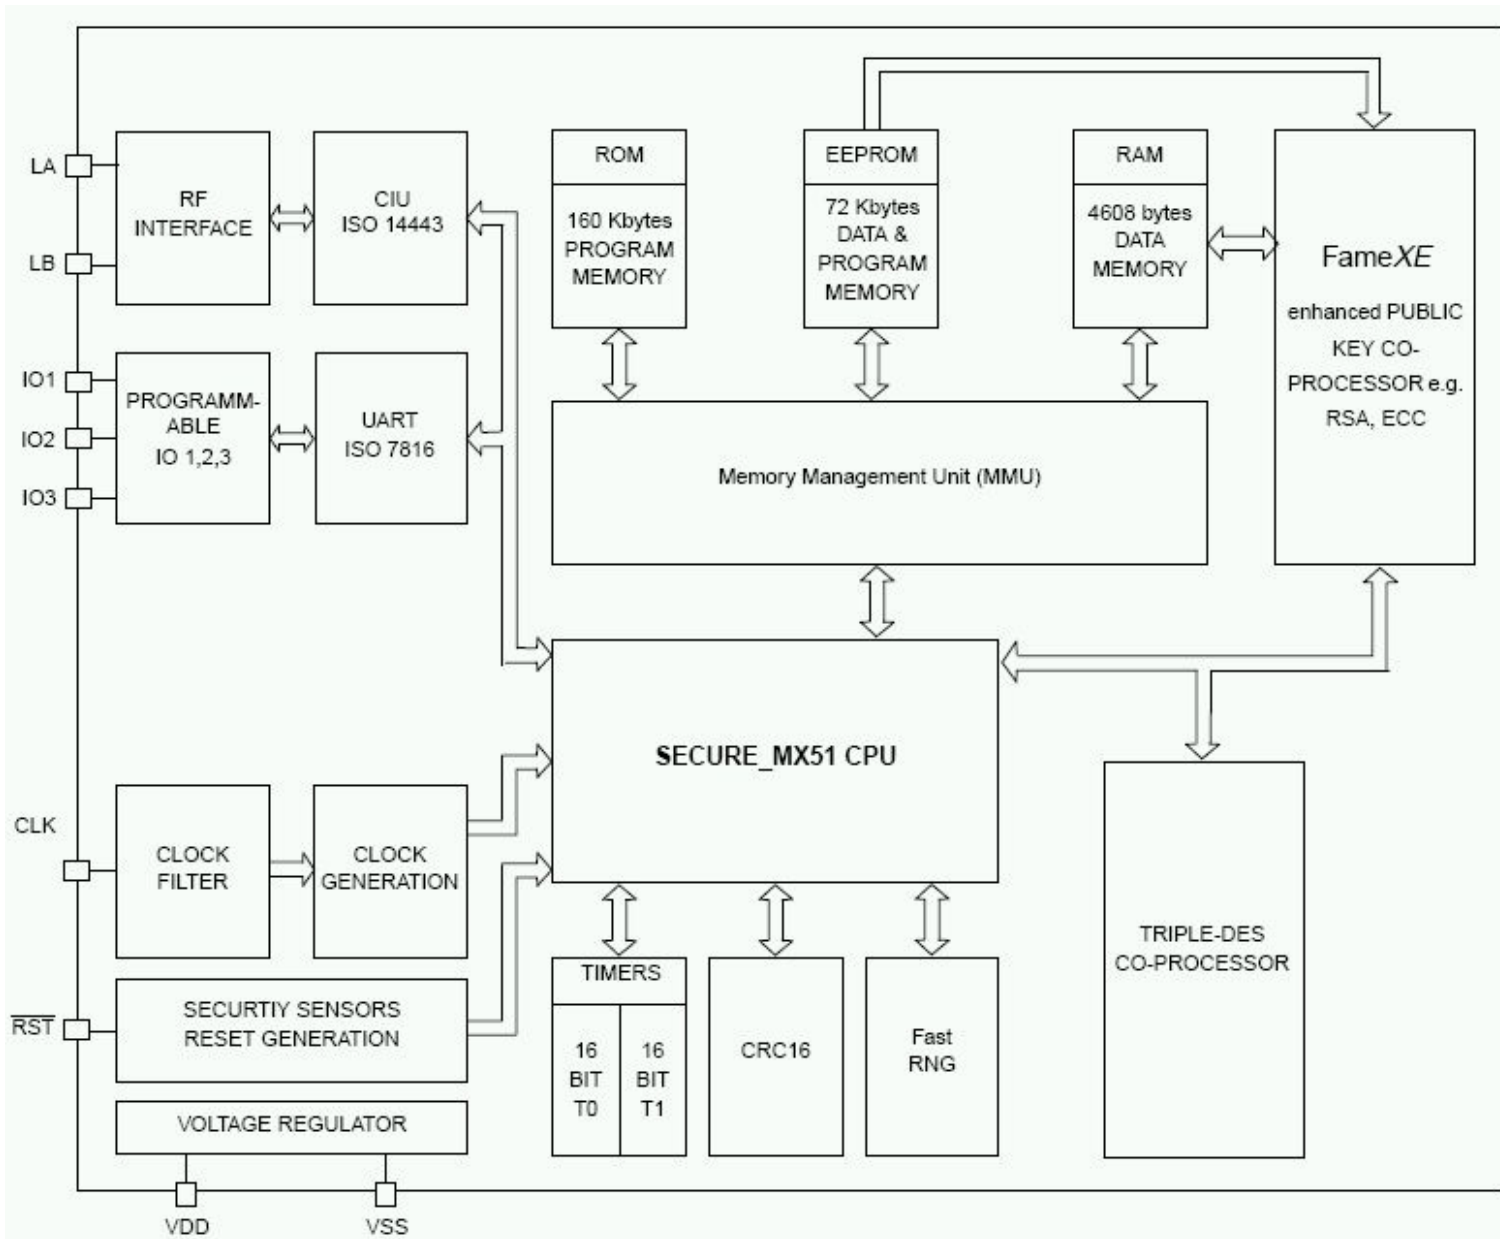 LA
LB
RF
INTERFACE
CIU
ISO 14443
ROM
160 Kbytes
PROGRAM
MEMORY
EEPROM
72 Kbytes
DATA &
PROGRAM
MEMORY
RAM
4608 bytes
DATA
MEMORY
FameXE
enhanced PUBLIC
KEY CO-
PROCESSOR e.g.
RSA, ECC
IO1
IO2
IO3
PROGRAMM-
ABLE
IO 1,2,3
UART
ISO 7816
Memory Management Unit (MMU)
SECURE_MX51 CPU
CLK
CLOCK
FILTER
CLOCK
GENERATION
RST
SECURTIY SENSORS
RESET GENERATION
VOLTAGE REGULATOR
VDD
VSS
TIMERS
16
BIT
T0
16
BIT
T1
CRC16
Fast
RNG
TRIPLE-DES
CO-PROCESSOR